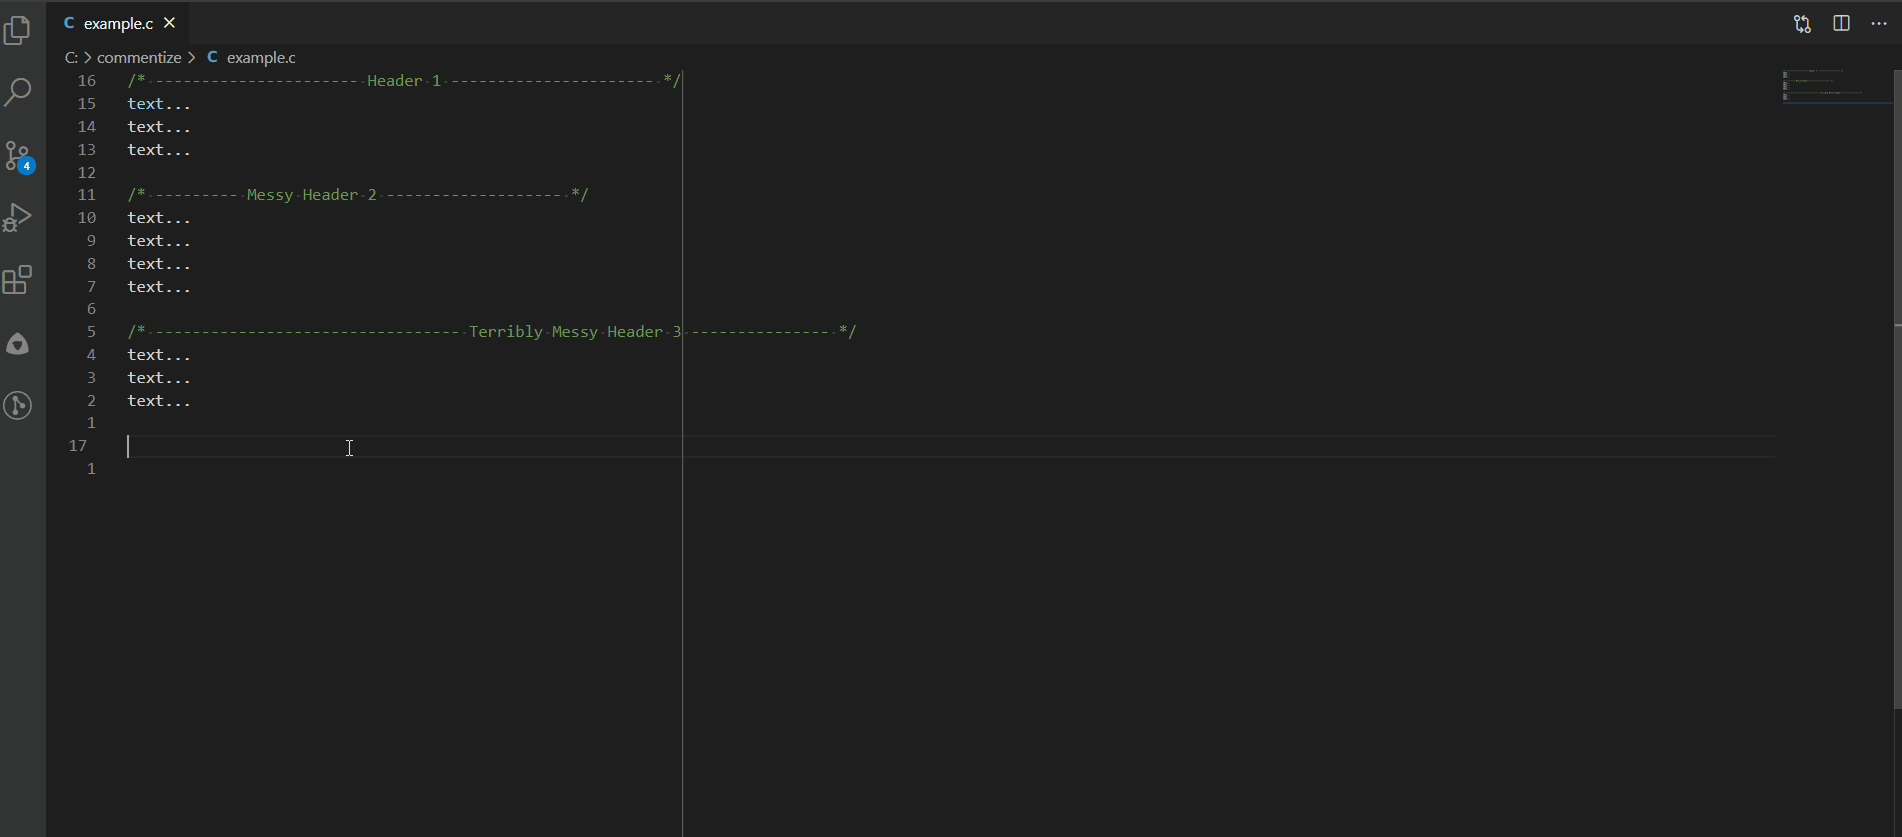 example.c
C: > commentize > C example.c
16 /* ---------------------- Header 1 ---------------------- */
15 text...
14 text...
13 text...
12
11 /* --------- Messy Header 2 ------------------- */
10 text...
9 text...
8 text...
7 text...
6
5 /* --------------------------------- Terribly Messy Header 3 --------------- */
4 text...
3 text...
2 text...
1
17
1
4